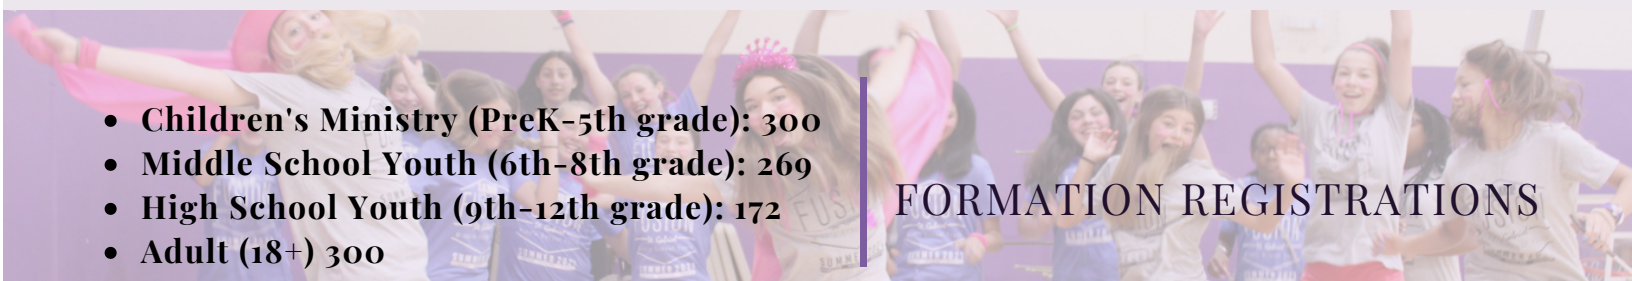 • Children's Ministry (PreK-5th grade): 300
• Middle School Youth (6th-8th grade): 269
• High School Youth (9th-12th grade): 172
• Adult (18+) 300
FORMATION REGISTRATIONS